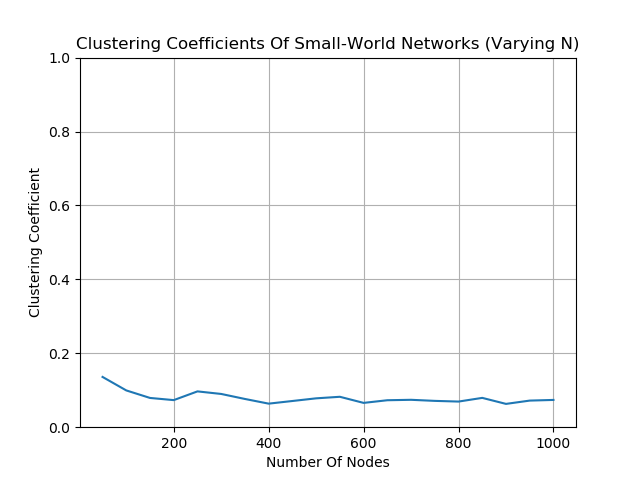 Clustering Coefficients Of Small-World Networks (Varying N)
1.0
0.8
0.6
0.4
0.2
0.0
Clustering Coefficient
200 400 600 800 1000
Number Of Nodes